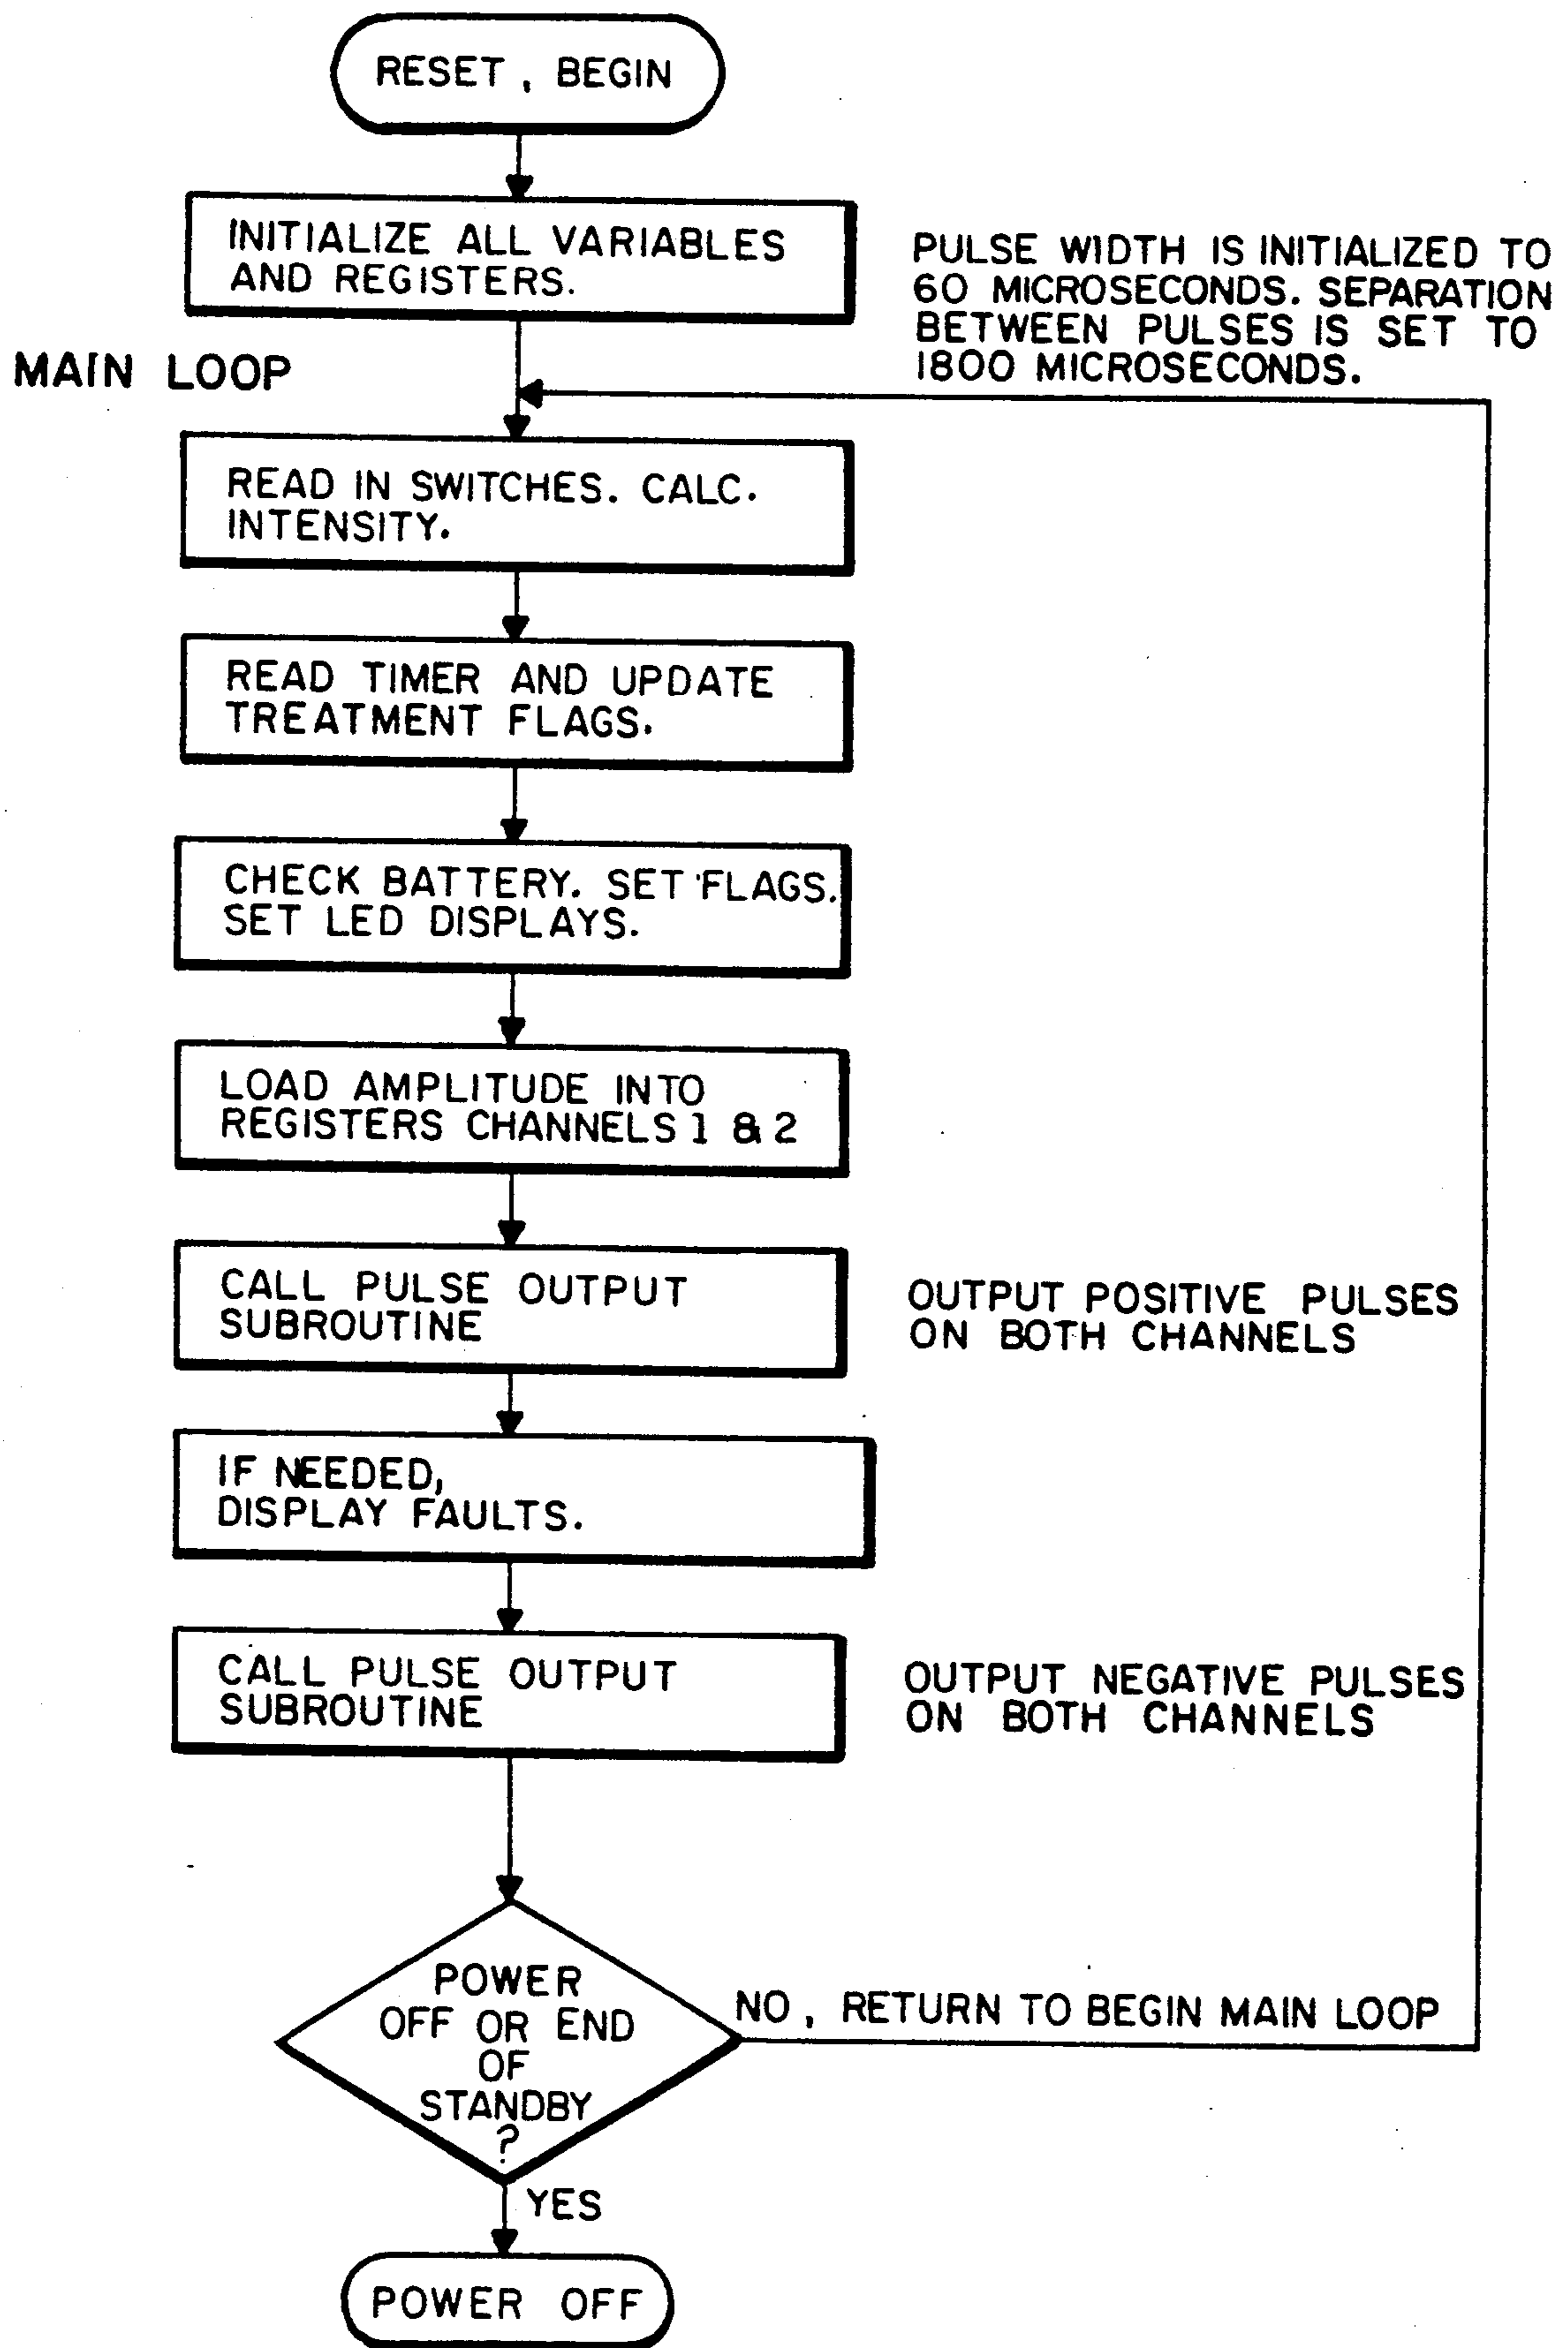 RESET, BEGIN
INITIALIZE ALL VARIABLES
AND REGISTERS.
PULSE WIDTH IS INITIALIZED TO
60 MICROSECONDS. SEPARATION
BETWEEN PULSES IS SET TO
1800 MICROSECONDS.
MAIN LOOP
READ IN SWITCHES. CALC.
INTENSITY.
READ TIMER AND UPDATE
TREATMENT FLAGS.
CHECK BATTERY. SET FLAGS.
SET LED DISPLAYS.
LOAD AMPLITUDE INTO
REGISTERS CHANNELS 1 & 2
CALL PULSE OUTPUT
SUBROUTINE
OUTPUT POSITIVE PULSES
ON BOTH CHANNELS
IF NEEDED,
DISPLAY FAULTS.
CALL PULSE OUTPUT
SUBROUTINE
OUTPUT NEGATIVE PULSES
ON BOTH CHANNELS
POWER
OFF OR END
OF
STANDBY
?
NO, RETURN TO BEGIN MAIN LOOP
YES
POWER OFF